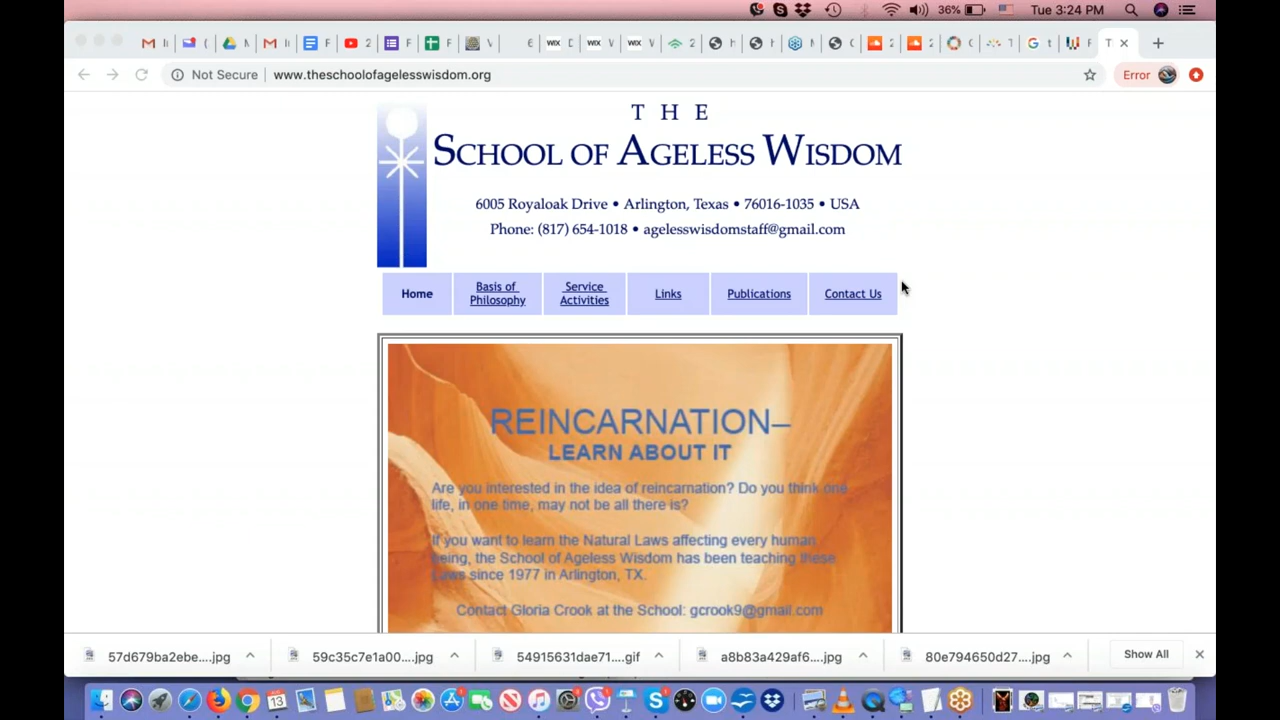 36%
Tue 3:24 PM
Not Secure
www.theschoolofagelesswisdom.org
Error
THE
SCHOOL OF AGELESS WISDOM
6005 Royaloak Drive • Arlington, Texas • 76016-1035 • USA
Phone: (817) 654-1018 • agelesswisdomstaff@gmail.com
Home
Basis of
Philosophy
Service
Activities
Links
Publications
Contact Us
REINCARNATION–
LEARN ABOUT IT
Are you interested in the idea of reincarnation? Do you think one
life, in one time, may not be all there is?
If you want to learn the Natural Laws affecting every human
being, the School of Ageless Wisdom has been teaching these
Laws since 1977 in Arlington, TX.
Contact Gloria Crook at the School: gcrook9@gmail.com
57d679ba2ebe....jpg
59c35c7e1a00....jpg
54915631dae71....gif
a8b83a429af6....jpg
80e794650d27....jpg
Show All